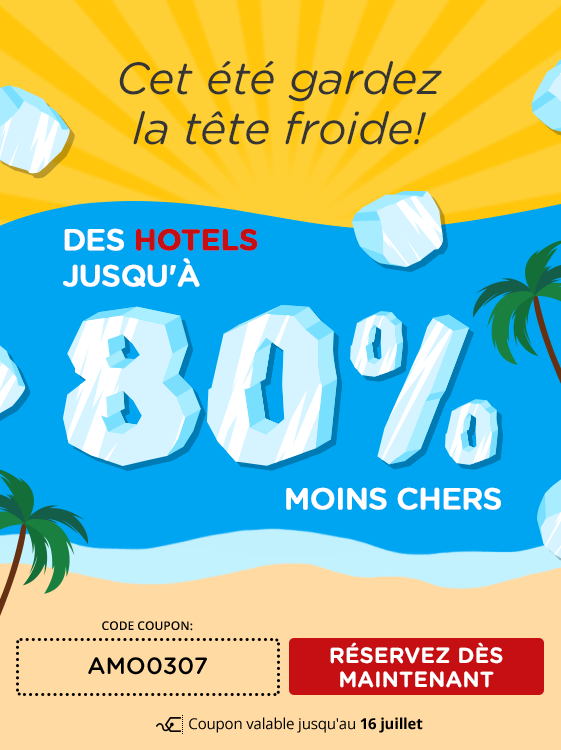 Cet été gardez
la tête froide!
DES HOTELS
JUSQU'À
80%
MOINS CHERS
CODE COUPON:
AMO0307
RÉSERVEZ DÈS
MAINTENANT
Coupon valable jusqu'au 16 juillet